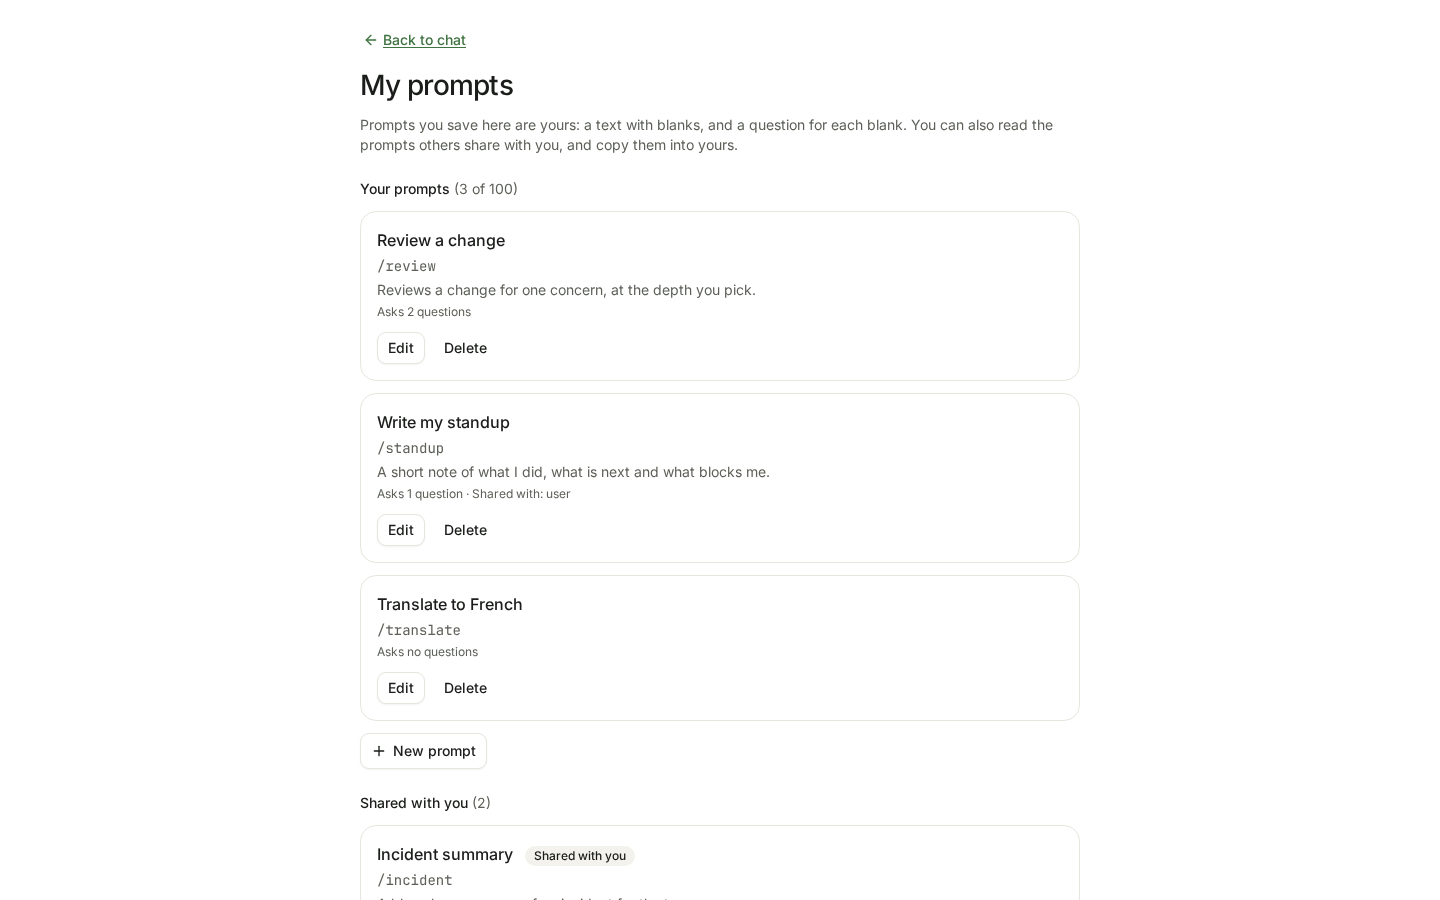 Back to chat
My prompts
Prompts you save here are yours: a text with blanks, and a question for each blank. You can also read the
prompts others share with you, and copy them into yours.
Your prompts (3 of 100)
Review a change
/review
Reviews a change for one concern, at the depth you pick.
Asks 2 questions
Edit Delete
Write my standup
/standup
A short note of what I did, what is next and what blocks me.
Asks 1 question · Shared with: user
Edit Delete
Translate to French
/translate
Asks no questions
Edit Delete
New prompt
Shared with you (2)
Incident summary Shared with you
/incident